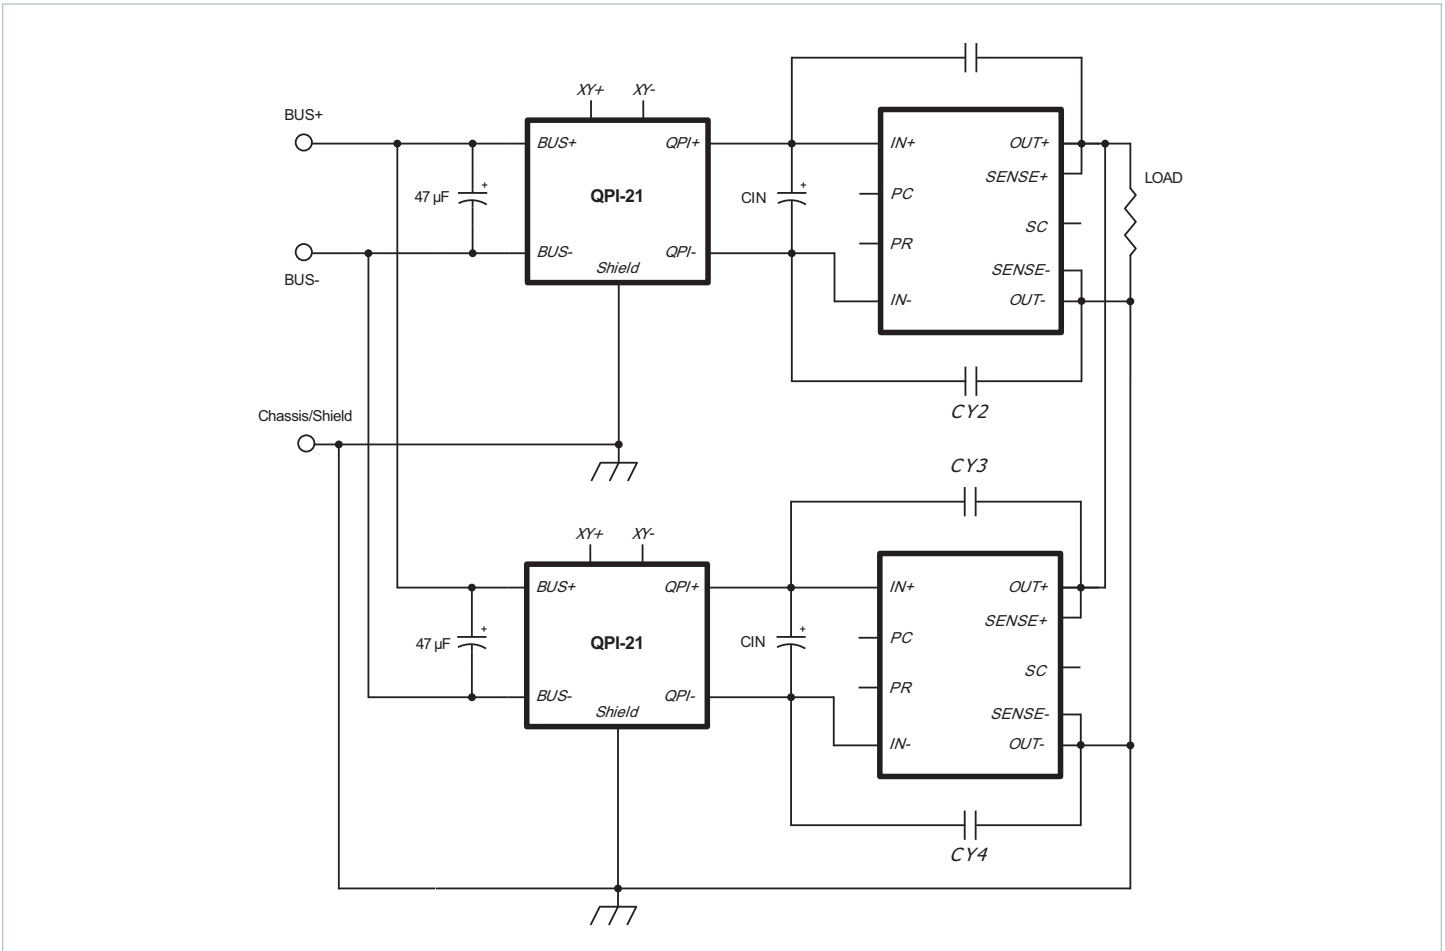 XY+ XY-
BUS+
BUS+ QPI+ IN+ OUT+
SENSE+ LOAD
47 µF QPI-21 CIN PC
SC
PR
BUS- QPI-
Shield SENSE-
BUS-
IN- OUT-
CY2
Chassis/Shield
CY3
XY+ XY-
BUS+ QPI+ IN+ OUT+
SENSE+
47 µF QPI-21 CIN PC
SC
PR
BUS- QPI-
Shield SENSE-
IN- OUT-
CY4